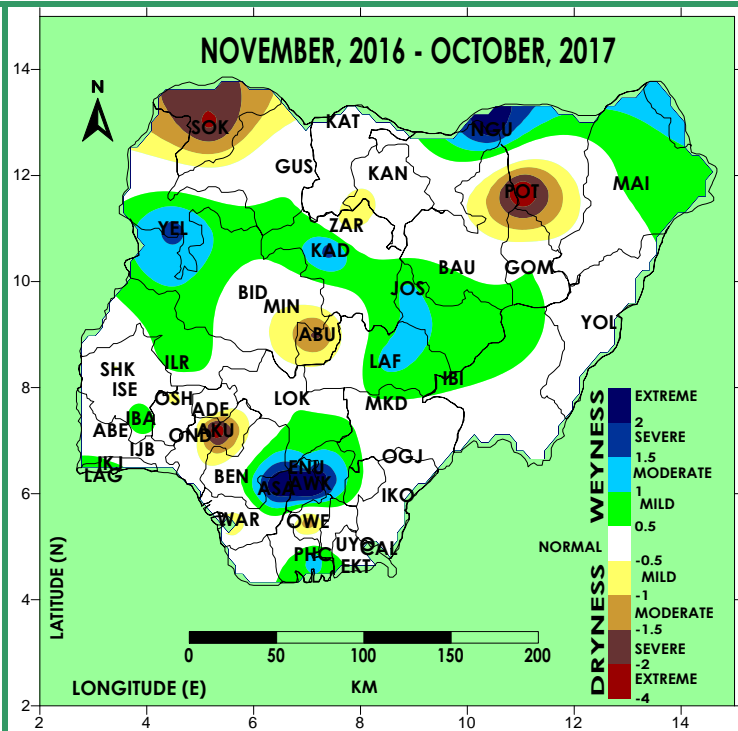 NOVEMBER, 2016 - OCTOBER, 2017
14
12
10
8
6
4
2
N
SOK
KAT
NGU
GUS
KAN
POT
MAI
ZAR
YEL
KAD
BAU
GOM
BID
MIN
JOS
YOL
ABU
SHK
ISE
ILR
LAF
IBI
OSH
ADE
LOK
MKD
IBA
ABE
OND
AKU
IJB
OGJ
IKJ
LAG
BEN
ENU
ASA
AWK
IKO
WAR
OWE
UYO
CAL
PHC
EKT
WEYNESS
EXTREME
2
SEVERE
1.5
MODERATE
1
MILD
0.5
NORMAL
-0.5
DRYNESS
MILD
-1
MODERATE
-1.5
SEVERE
-2
EXTREME
-4
LATITUDE (N)
0 50 100 150 200
LONGITUDE (E)
KM
2 4 6 8 10 12 14